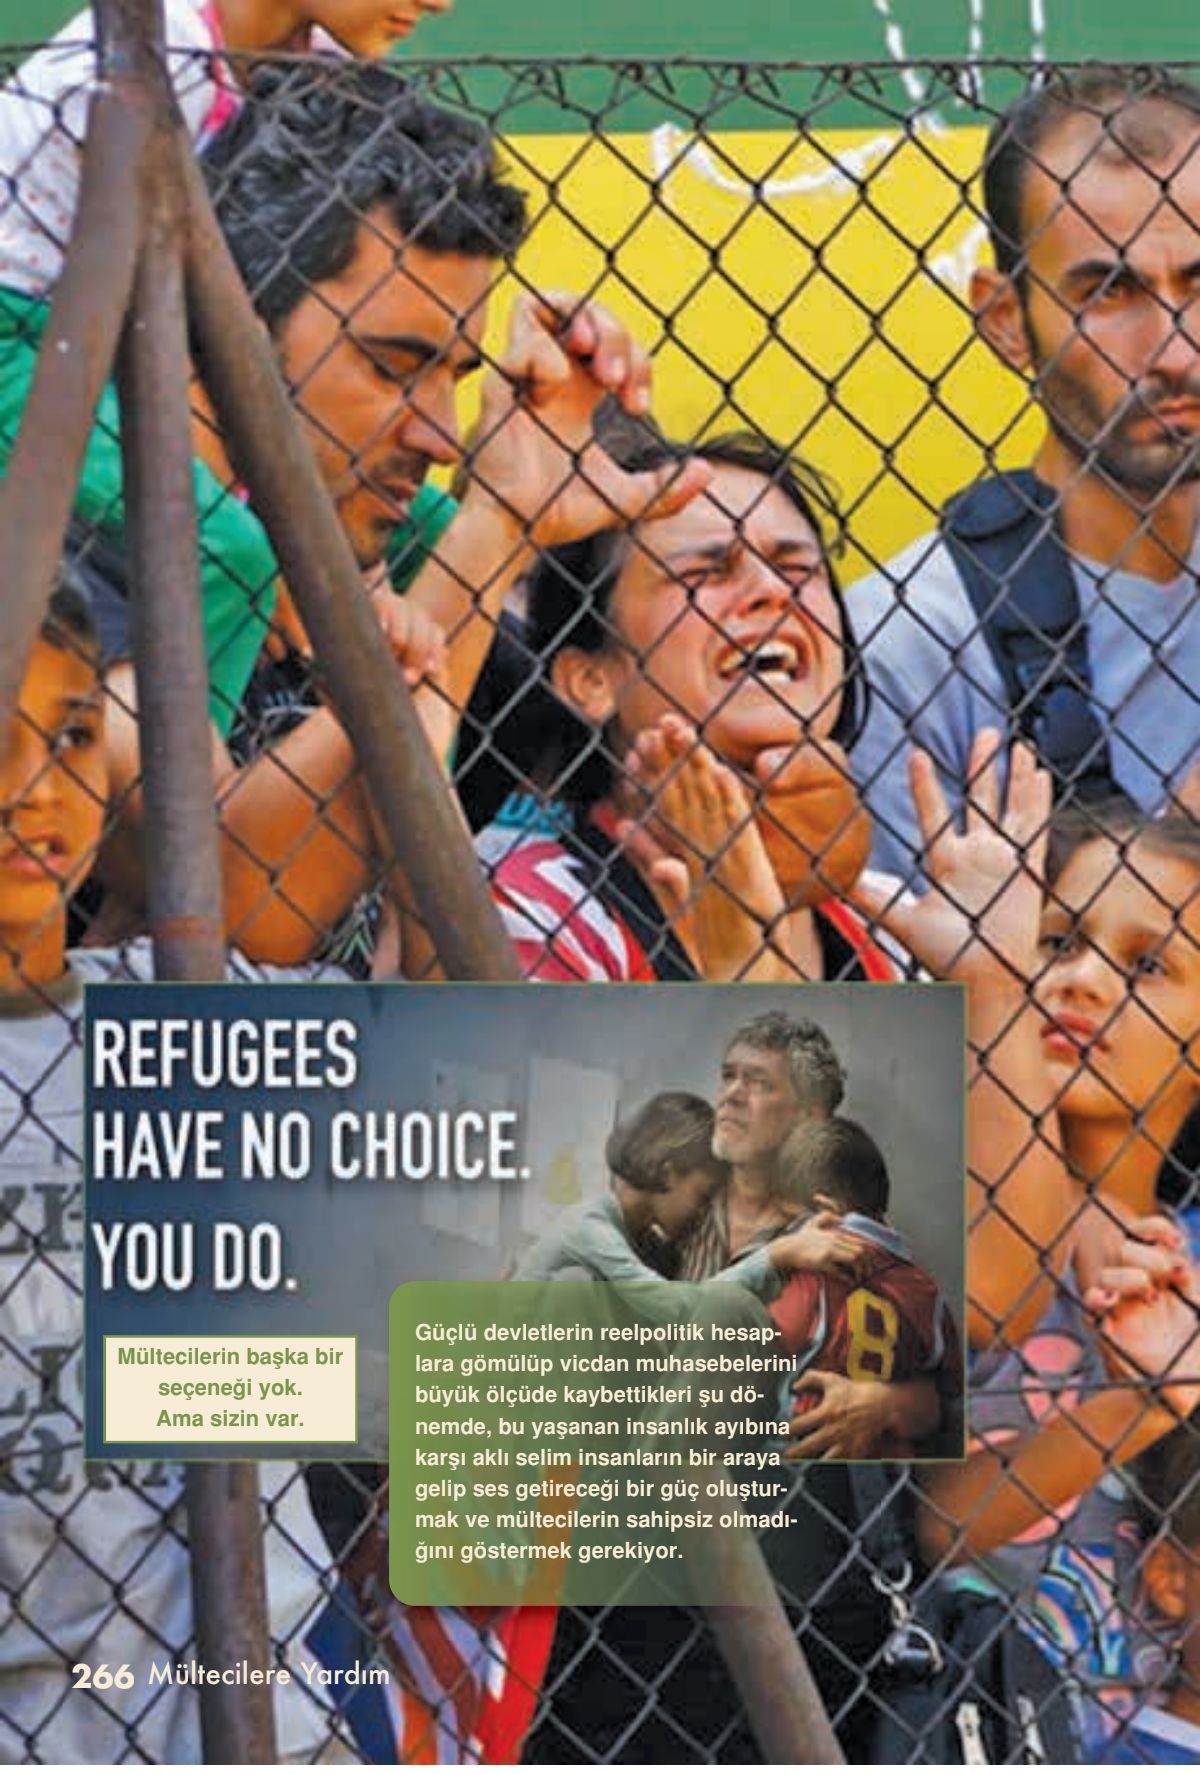 REFUGEES
HAVE NO CHOICE.
YOU DO.
Mültecilerin başka bir
seçeneği yok.
Ama sizin var.
Güçlü devletlerin reelpolitik hesap-
lara gömülüp vicdan muhasebelerini
büyük ölçüde kaybettikleri şu dö-
nemde, bu yaşanan insanlık ayıbına
karşı aklı selim insanların bir araya
gelip ses getireceği bir güç oluştur-
mak ve mültecilerin sahipsiz olmadı-
ğını göstermek gerekiyor.
266 Mültecilere Yardım